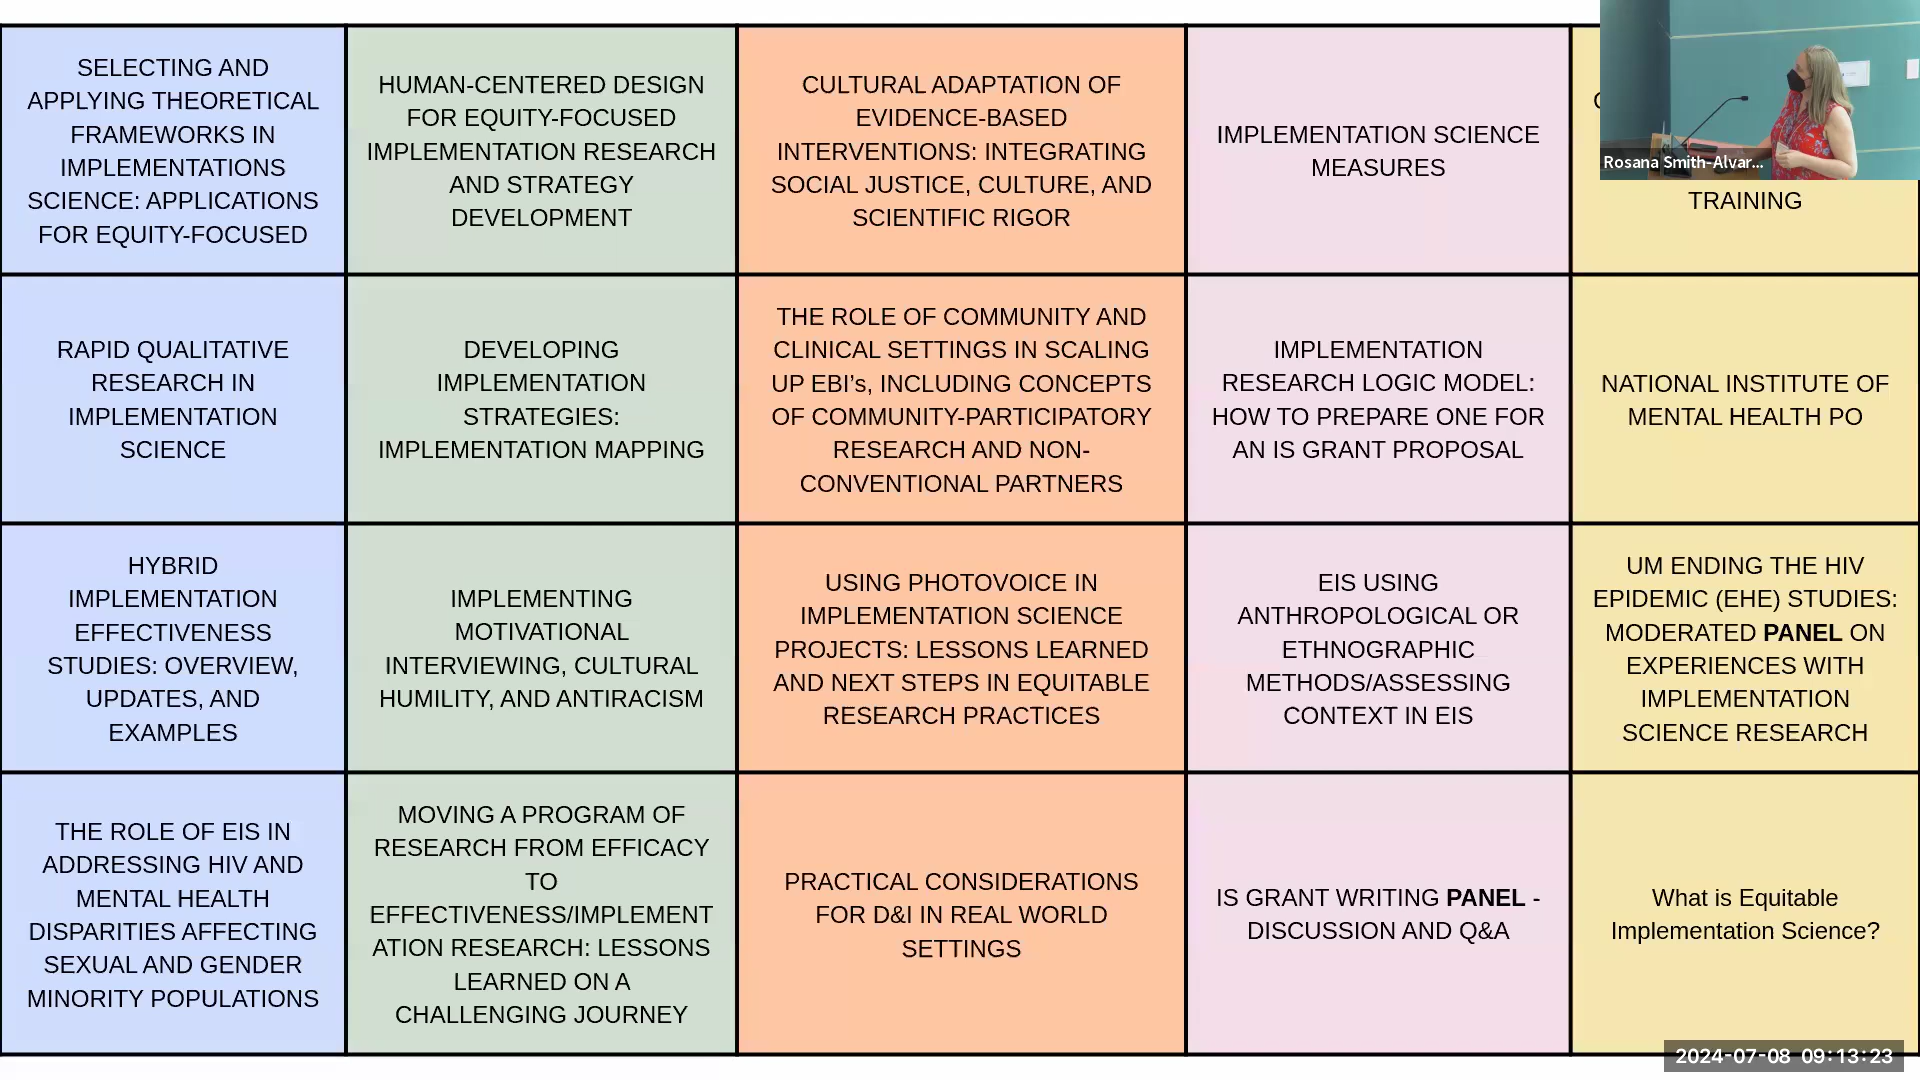 SELECTING AND
APPLYING THEORETICAL
FRAMEWORKS IN
IMPLEMENTATIONS
SCIENCE: APPLICATIONS
FOR EQUITY-FOCUSED
HUMAN-CENTERED DESIGN
FOR EQUITY-FOCUSED
IMPLEMENTATION RESEARCH
AND STRATEGY
DEVELOPMENT
CULTURAL ADAPTATION OF
EVIDENCE-BASED
INTERVENTIONS: INTEGRATING
SOCIAL JUSTICE, CULTURE, AND
SCIENTIFIC RIGOR
IMPLEMENTATION SCIENCE
MEASURES
Rosana Smith-Alvar...
TRAINING
RAPID QUALITATIVE
RESEARCH IN
IMPLEMENTATION
SCIENCE
DEVELOPING
IMPLEMENTATION
STRATEGIES:
IMPLEMENTATION MAPPING
THE ROLE OF COMMUNITY AND
CLINICAL SETTINGS IN SCALING
UP EBI’s, INCLUDING CONCEPTS
OF COMMUNITY-PARTICIPATORY
RESEARCH AND NON-
CONVENTIONAL PARTNERS
IMPLEMENTATION
RESEARCH LOGIC MODEL:
HOW TO PREPARE ONE FOR
AN IS GRANT PROPOSAL
NATIONAL INSTITUTE OF
MENTAL HEALTH PO
HYBRID
IMPLEMENTATION
EFFECTIVENESS
STUDIES: OVERVIEW,
UPDATES, AND
EXAMPLES
IMPLEMENTING
MOTIVATIONAL
INTERVIEWING, CULTURAL
HUMILITY, AND ANTIRACISM
USING PHOTOVOICE IN
IMPLEMENTATION SCIENCE
PROJECTS: LESSONS LEARNED
AND NEXT STEPS IN EQUITABLE
RESEARCH PRACTICES
EIS USING
ANTHROPOLOGICAL OR
ETHNOGRAPHIC
METHODS/ASSESSING
CONTEXT IN EIS
UM ENDING THE HIV
EPIDEMIC (EHE) STUDIES:
MODERATED PANEL ON
EXPERIENCES WITH
IMPLEMENTATION
SCIENCE RESEARCH
THE ROLE OF EIS IN
ADDRESSING HIV AND
MENTAL HEALTH
DISPARITIES AFFECTING
SEXUAL AND GENDER
MINORITY POPULATIONS
MOVING A PROGRAM OF
RESEARCH FROM EFFICACY
TO
EFFECTIVENESS/IMPLEMENT
ATION RESEARCH: LESSONS
LEARNED ON A
CHALLENGING JOURNEY
PRACTICAL CONSIDERATIONS
FOR D&I IN REAL WORLD
SETTINGS
IS GRANT WRITING PANEL -
DISCUSSION AND Q&A
What is Equitable
Implementation Science?
2024-07-08 09:13:23